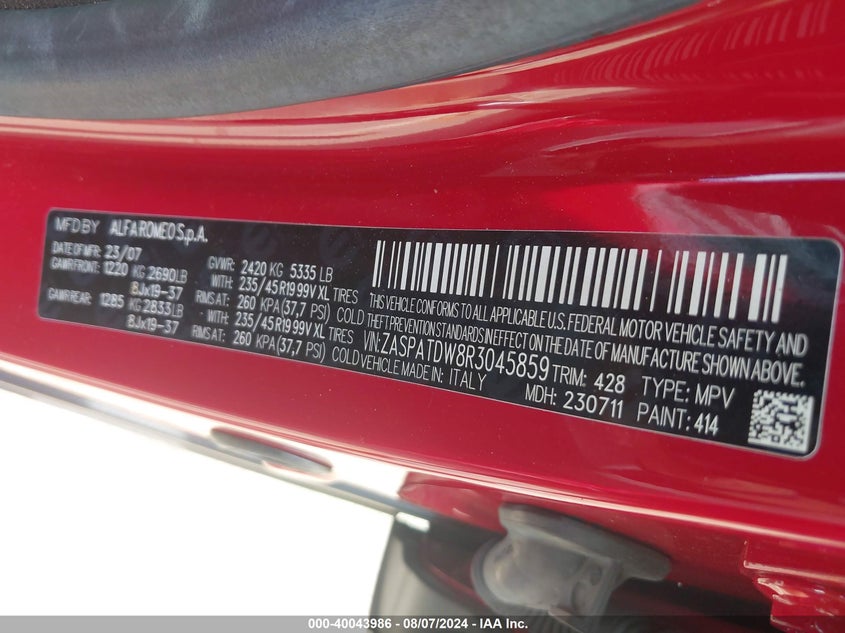 MFD BY ALFA ROMEO S.p.A.
DATE OF MFR 23/07 GVWR: 2420 KG 5335 LB
GAWR FRONT: 1220 KG 2690 LB WITH: 235/45 R19 99V XL TIRES
8Jx19-37 RIMS AT: 260 KPA (37,7 PSI) COLD
GAWR REAR: 1285 KG 2833 LB WITH: 235/45 R19 99V XL TIRES
8Jx19-37 RIMS AT: 260 KPA (37,7 PSI) COLD
THIS VEHICLE CONFORMS TO ALL APPLICABLE U.S. FEDERAL MOTOR VEHICLE SAFETY AND
THEFT PREVENTION STANDARDS IN EFFECT ON THE DATE OF MANUFACTURE SHOWN ABOVE.
VIN: ZASPATDW8R3045859 TRIM: 428 TYPE: MPV
VEHICLE MADE IN: ITALY MDH: 230711 PAINT: 414
000-40043986 - 08/07/2024 - IAA Inc.